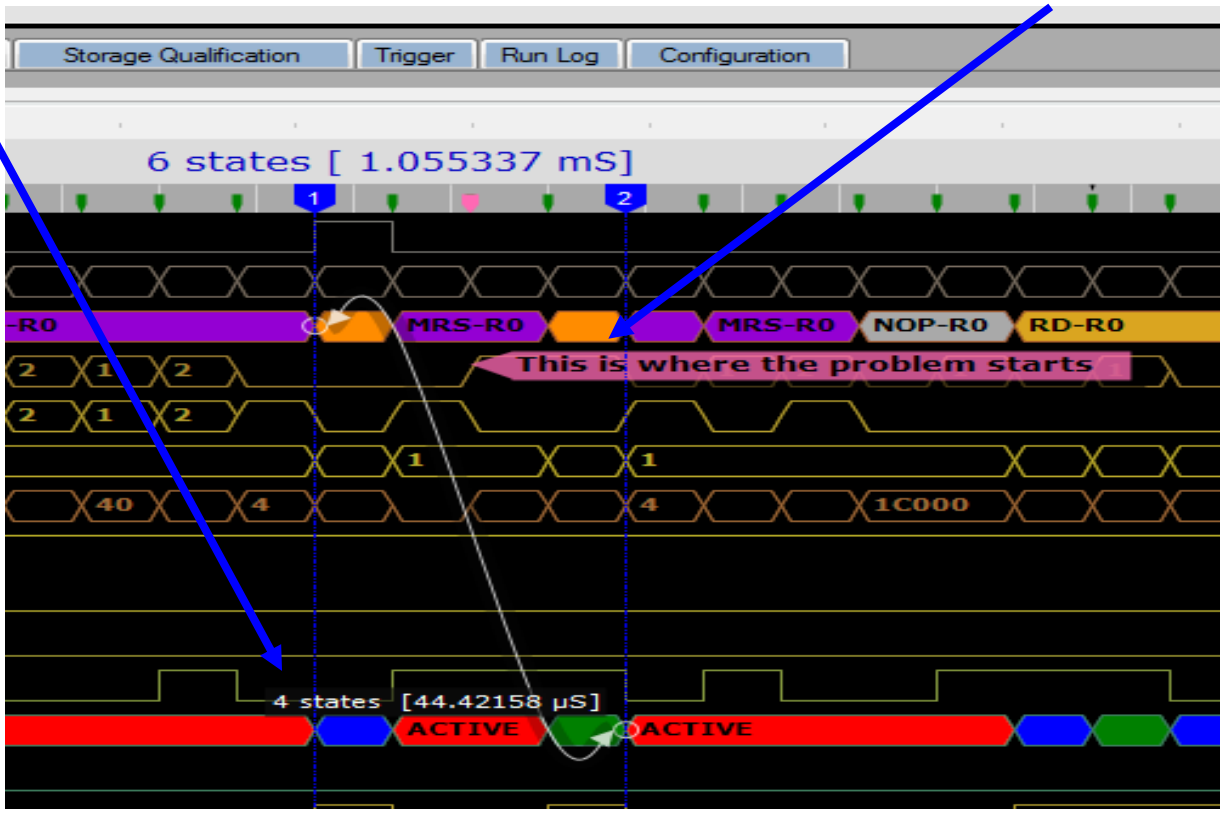 Storage Qualification Trigger Run Log Configuration
6 states [ 1.055337 mS]
1 2
-R0 MRS-R0 MRS-R0 NOP-R0 RD-R0
2 1 2 This is where the problem starts 1
2 1 2
1 1
40 4 4 1C000
4 states [44.42158 µS]
ACTIVE ACTIVE